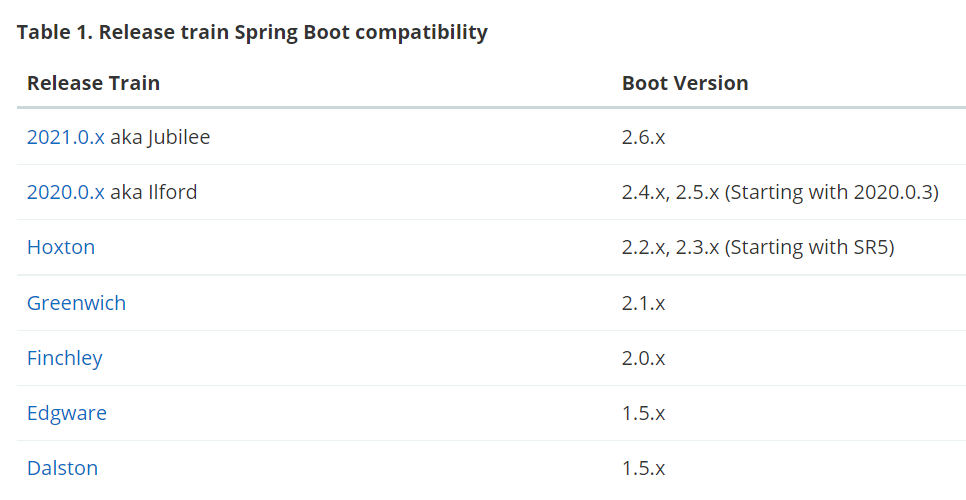 Table 1. Release train Spring Boot compatibility
Release Train Boot Version
2021.0.x aka Jubilee 2.6.x
2020.0.x aka Ilford 2.4.x, 2.5.x (Starting with 2020.0.3)
Hoxton 2.2.x, 2.3.x (Starting with SR5)
Greenwich 2.1.x
Finchley 2.0.x
Edgware 1.5.x
Dalston 1.5.x